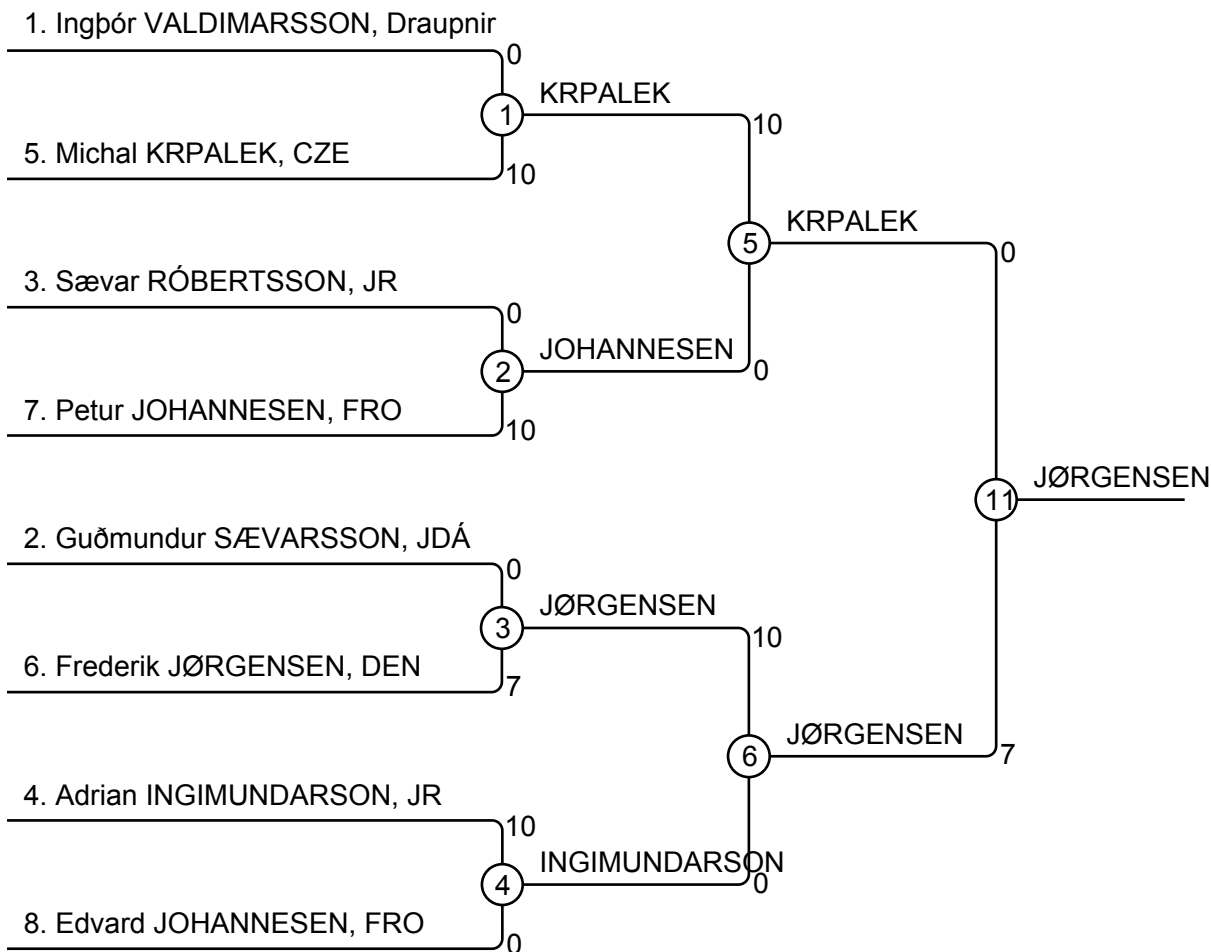 1. Ingþór VALDIMARSSON, Draupnir
0
1
KRPALEK
10
5. Michal KRPALEK, CZE
10
5
KRPALEK
0
3. Sævar RÓBERTSSON, JR
0
2
JOHANNESEN
0
7. Petur JOHANNESEN, FRO
10
11
JØRGENSEN
2. Guðmundur SÆVARSSON, JDÁ
0
3
JØRGENSEN
10
6. Frederik JØRGENSEN, DEN
7
6
JØRGENSEN
7
4. Adrian INGIMUNDARSON, JR
10
4
INGIMUNDARSON
0
8. Edvard JOHANNESEN, FRO
0